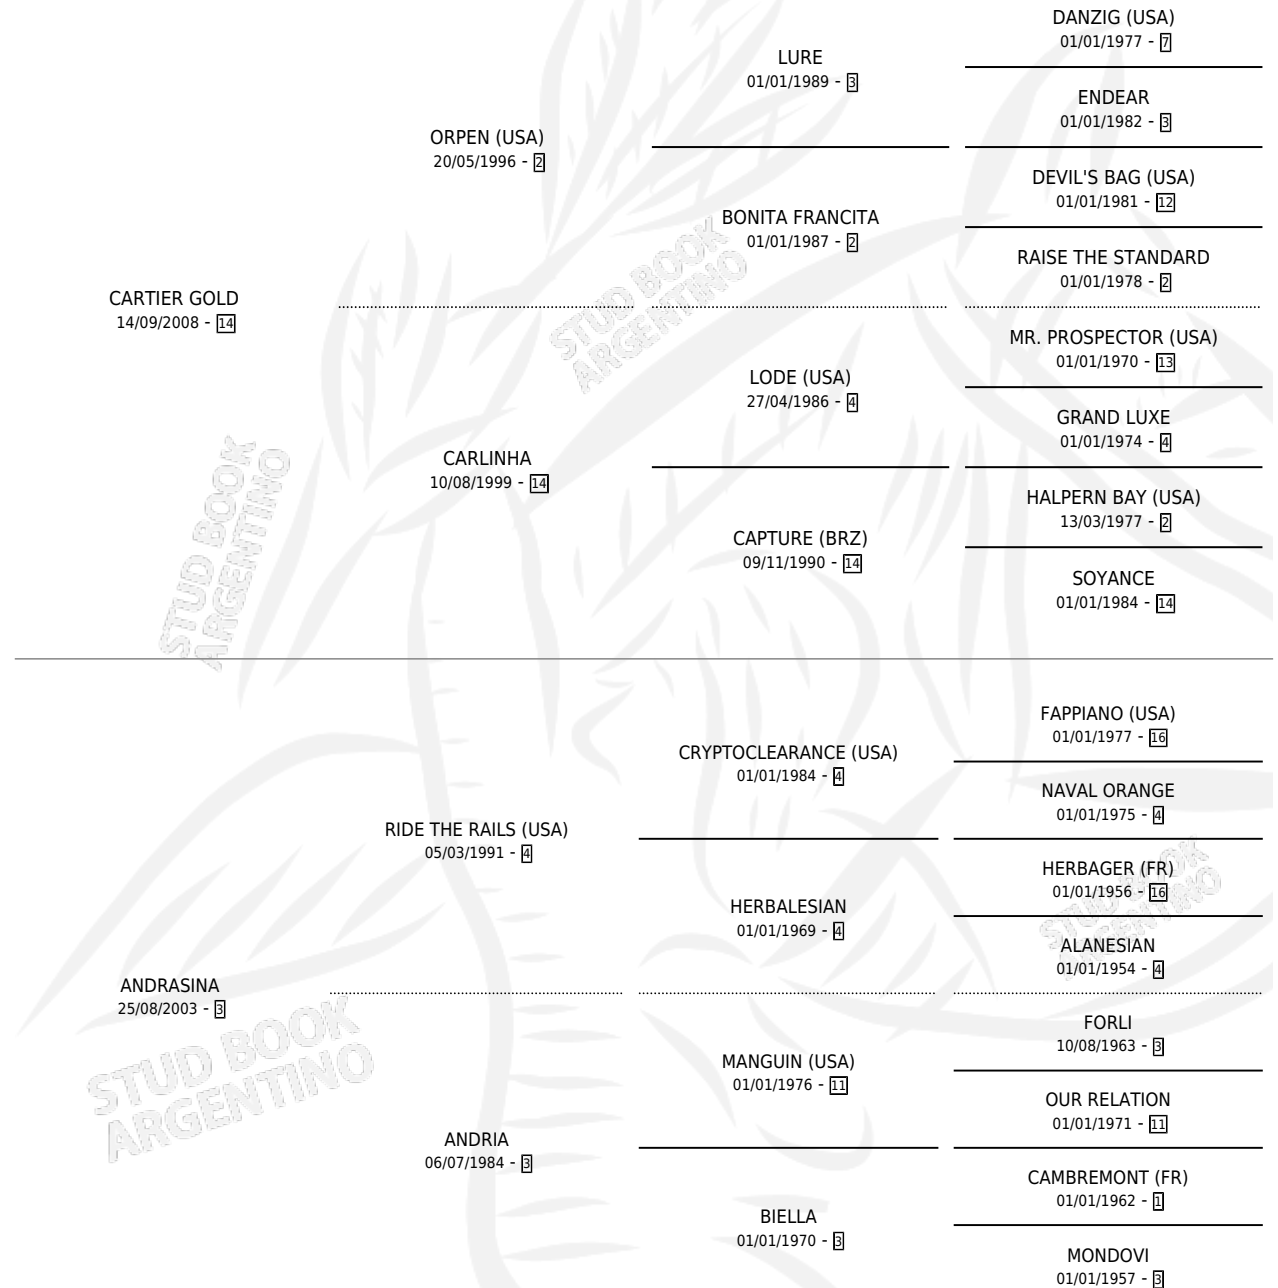 DANZIG (USA)
01/01/1977 - 7
LURE
01/01/1989 - 3
ENDEAR
01/01/1982 - 3
ORPEN (USA)
20/05/1996 - 2
DEVIL'S BAG (USA)
01/01/1981 - 12
BONITA FRANCITA
01/01/1987 - 2
RAISE THE STANDARD
01/01/1978 - 2
CARTIER GOLD
14/09/2008 - 14
MR. PROSPECTOR (USA)
01/01/1970 - 13
LODE (USA)
27/04/1986 - 4
GRAND LUXE
01/01/1974 - 4
CARLINHA
10/08/1999 - 14
HALPERN BAY (USA)
13/03/1977 - 2
CAPTURE (BRZ)
09/11/1990 - 14
SOYANCE
01/01/1984 - 14
FAPPIANO (USA)
01/01/1977 - 16
CRYPTOCLEARANCE (USA)
01/01/1984 - 4
NAVAL ORANGE
01/01/1975 - 4
RIDE THE RAILS (USA)
05/03/1991 - 4
HERBAGER (FR)
01/01/1956 - 16
HERBALESIAN
01/01/1969 - 4
ALANESIAN
01/01/1954 - 4
ANDRASINA
25/08/2003 - 3
FORLI
10/08/1963 - 3
MANGUIN (USA)
01/01/1976 - 11
OUR RELATION
01/01/1971 - 11
ANDRIA
06/07/1984 - 3
CAMBREMONT (FR)
01/01/1962 - 1
BIELLA
01/01/1970 - 3
MONDOVI
01/01/1957 - 3
STUD BOOK
ARGENTINO
STUD BOOK
ARGENTINO
STUD BOOK
ARGENTINO
STUD BOOK
ARGENTINO